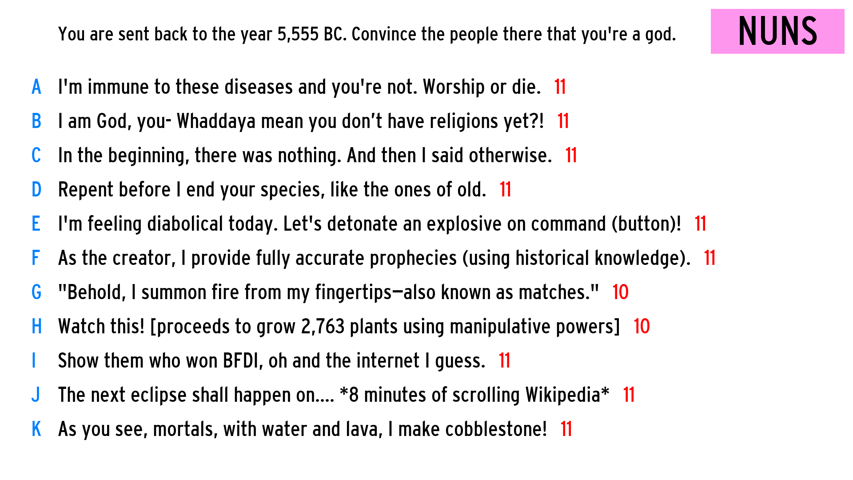 You are sent back to the year 5,555 BC. Convince the people there that you're a god.
NUNS
A I'm immune to these diseases and you're not. Worship or die. 11
B I am God, you- Whaddaya mean you don’t have religions yet?! 11
C In the beginning, there was nothing. And then I said otherwise. 11
D Repent before I end your species, like the ones of old. 11
E I'm feeling diabolical today. Let's detonate an explosive on command (button)! 11
F As the creator, I provide fully accurate prophecies (using historical knowledge). 11
G "Behold, I summon fire from my fingertips—also known as matches." 10
H Watch this! [proceeds to grow 2,763 plants using manipulative powers] 10
I Show them who won BFDI, oh and the internet I guess. 11
J The next eclipse shall happen on.... *8 minutes of scrolling Wikipedia* 11
K As you see, mortals, with water and lava, I make cobblestone! 11